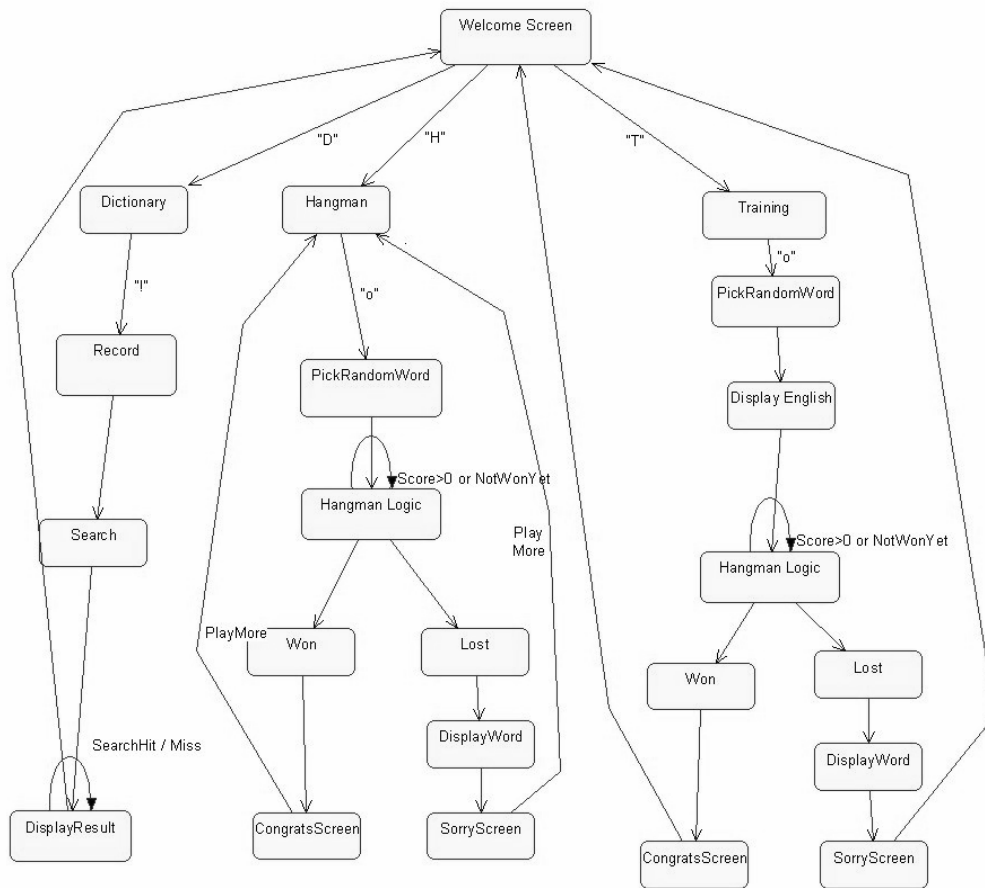 Welcome Screen
"D"
"H"
"T"
Dictionary
Hangman
Training
"!"
"o"
"o"
PickRandomWord
Record
PickRandomWord
Display English
Score>0 or NotWonYet
Hangman Logic
Search
Play
More
Score>0 or NotWonYet
Hangman Logic
PlayMore
Won
Lost
Won
Lost
SearchHit / Miss
DisplayWord
DisplayWord
DisplayResult
CongratsScreen
SorryScreen
CongratsScreen
SorryScreen